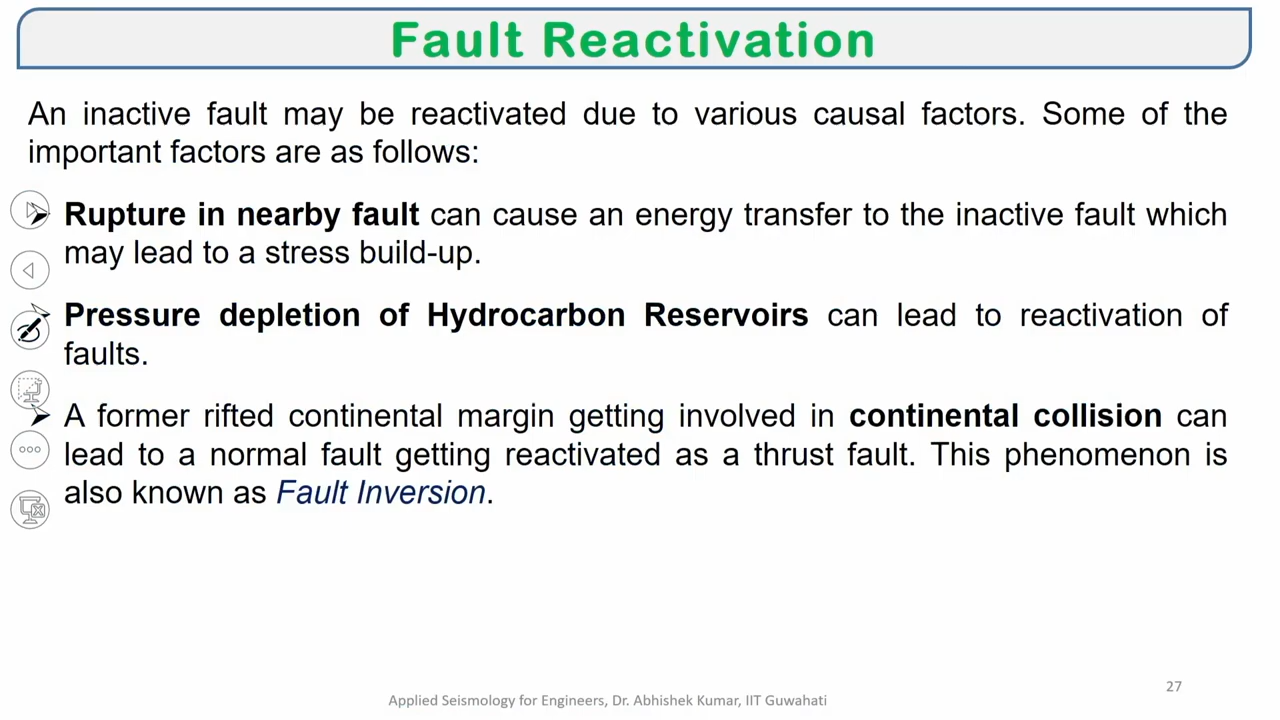 Fault Reactivation
An inactive fault may be reactivated due to various causal factors. Some of the
important factors are as follows:
Rupture in nearby fault can cause an energy transfer to the inactive fault which
may lead to a stress build-up.
Pressure depletion of Hydrocarbon Reservoirs can lead to reactivation of
faults.
A former rifted continental margin getting involved in continental collision can
lead to a normal fault getting reactivated as a thrust fault. This phenomenon is
also known as Fault Inversion.
27
Applied Seismology for Engineers, Dr. Abhishek Kumar, IIT Guwahati